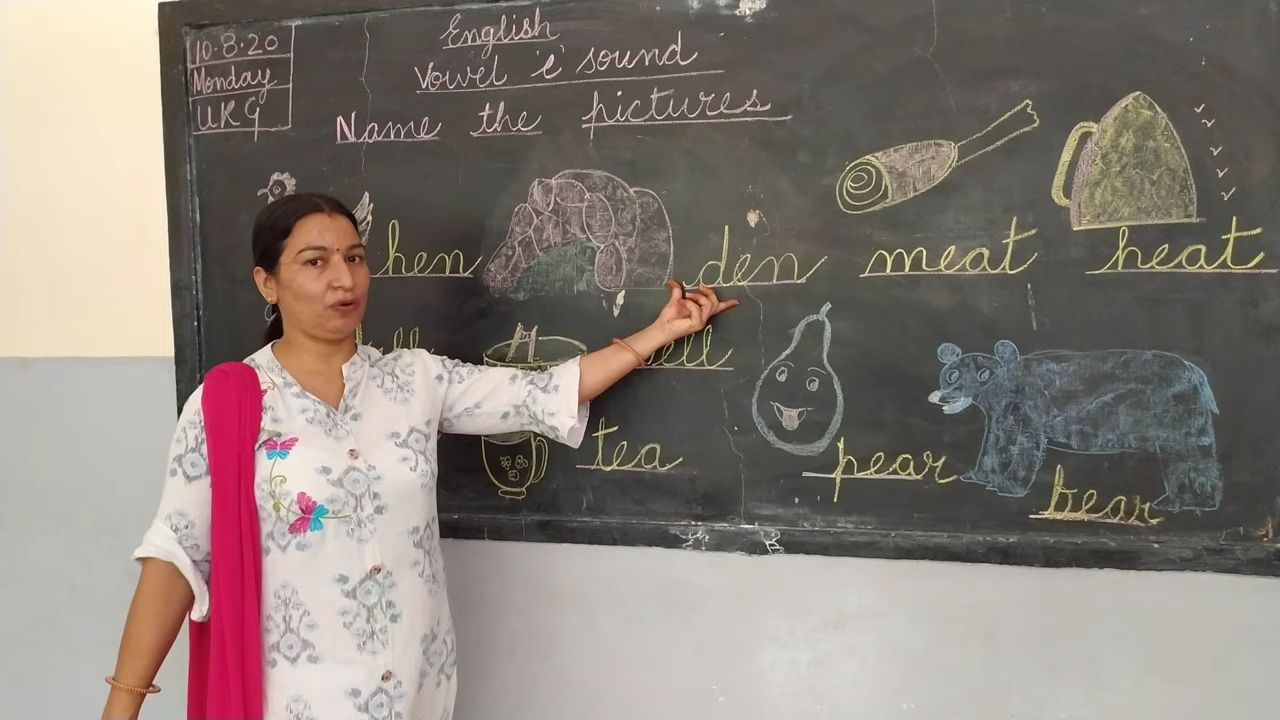 10.8.20
Monday
UKG
English
Vowel 'e' sound
Name the pictures
hen den meat heat
tea pear bear